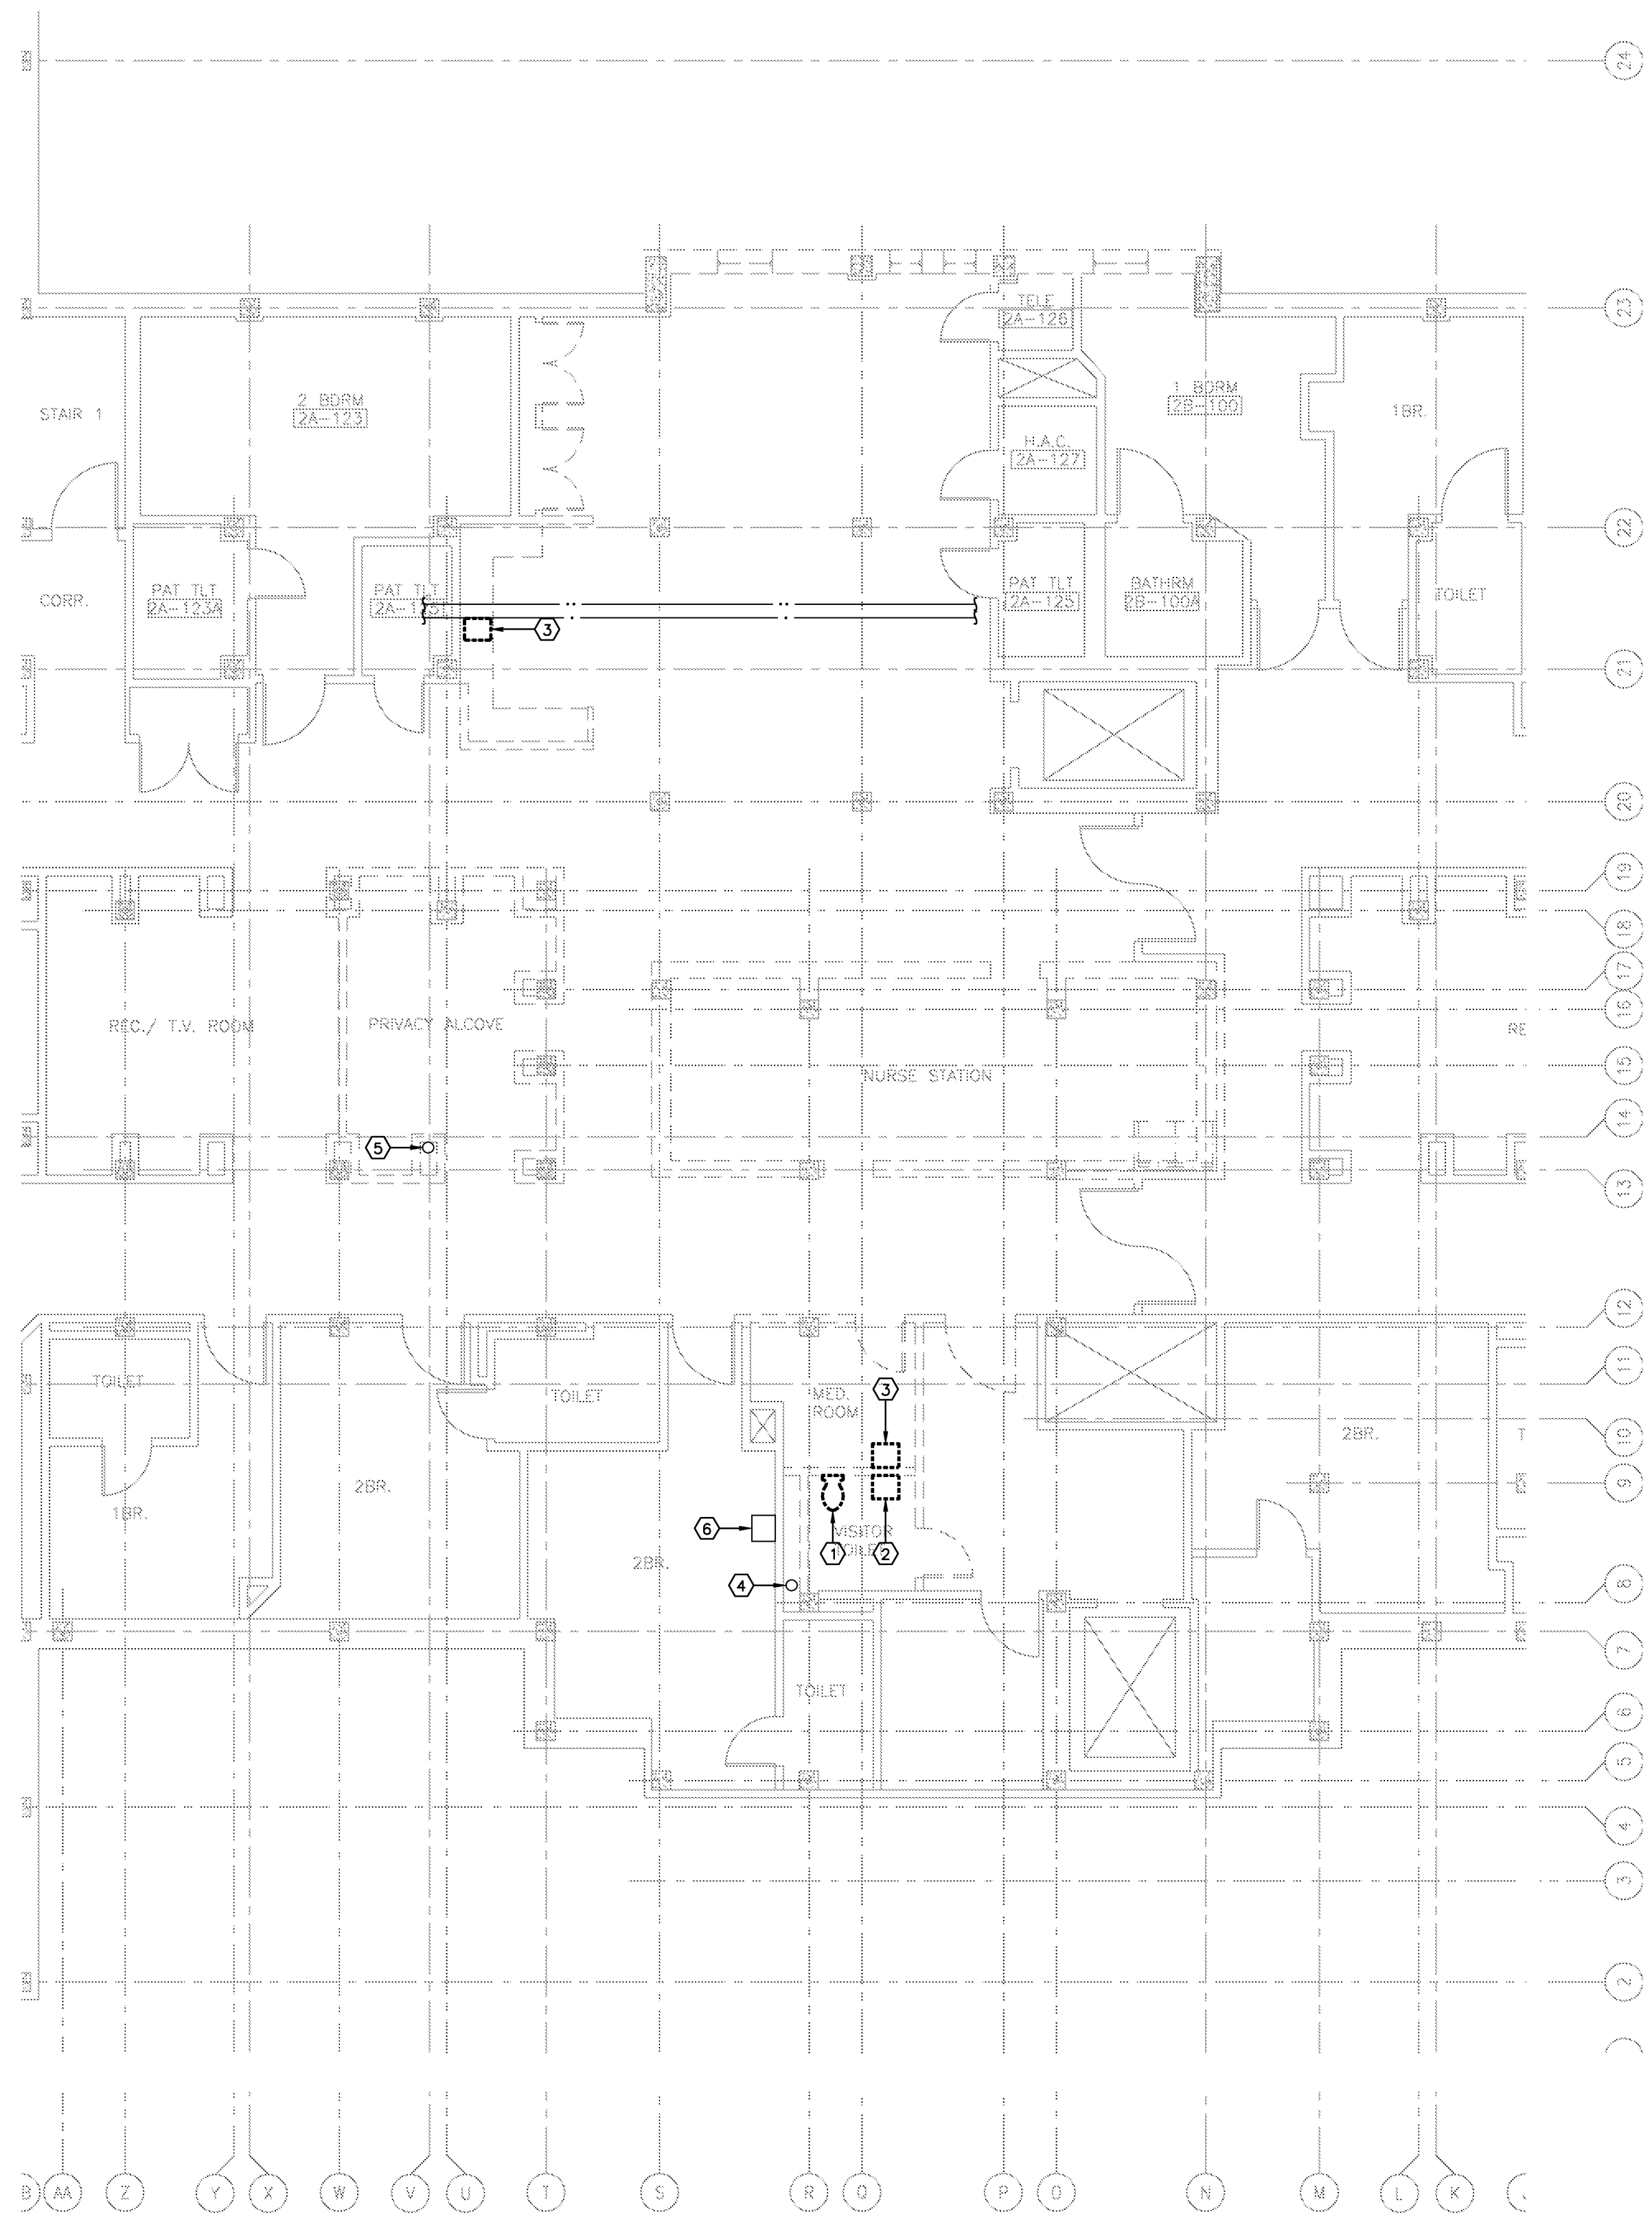 24
23
TELE
2A-126
2 BDRM
2A-123
STAIR 1
1 BDRM
2B-100
1BR.
H.A.C.
2A-127
22
PAT TLT
2A-123A
CORR.
PAT TLT
PAT TLT
2A-125
BATHRM
2B-100A
TOILET
3
21
20
19
18
17
16
REC./ T.V. ROOM
PRIVACY ALCOVE
RE
15
NURSE STATION
14
5
13
12
11
TOILET
TOILET
MED.
ROOM
3
10
2BR.
T
9
2BR.
1BR.
6
VISITOR
TOILET
1
2
2BR.
4
8
7
TOILET
6
5
4
3
2
B
AA
Z
Y
X
W
V
U
T
S
R
Q
P
O
N
M
L
K